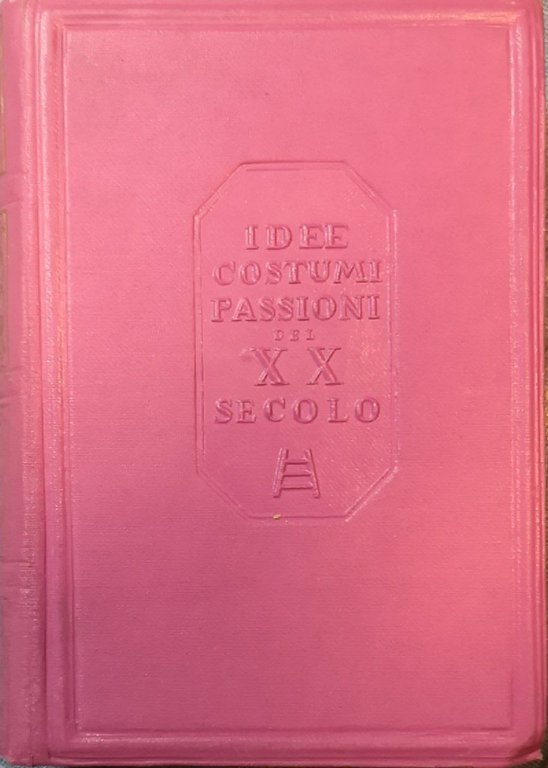 IDEE
COSTUMI
PASSIONI
DEL
XX
SECOLO